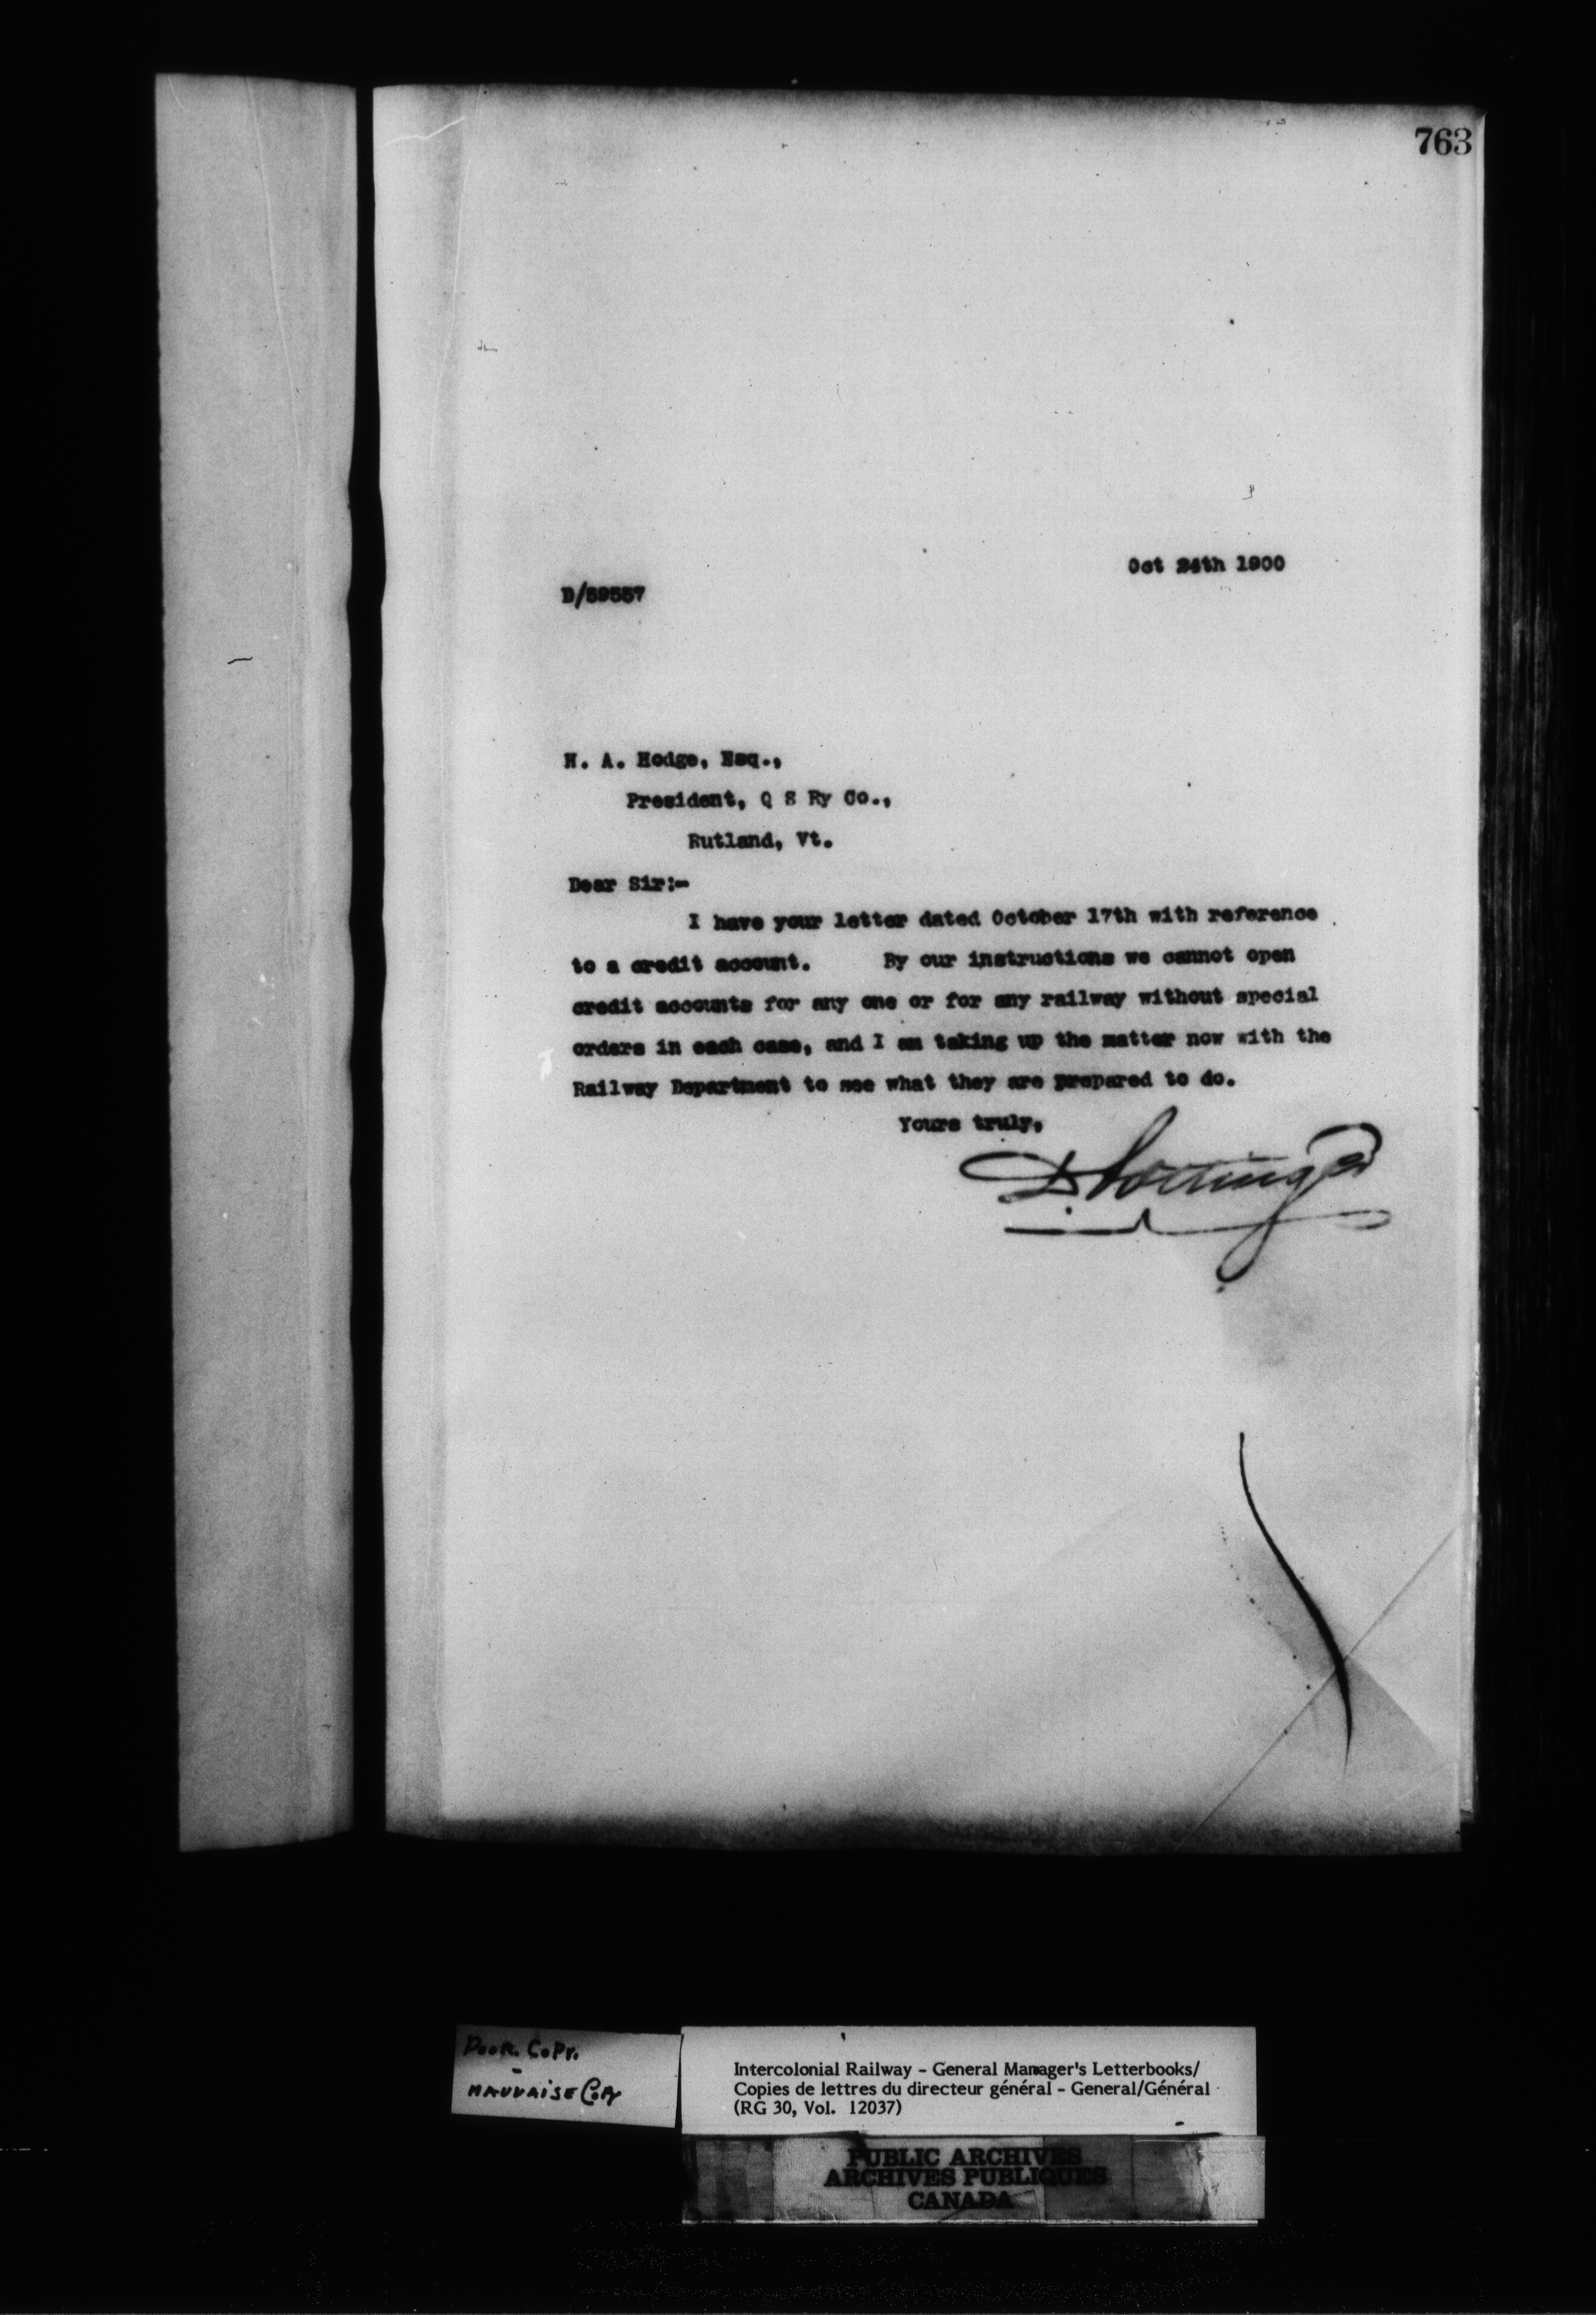 763
Oct 24th 1900
D/39557
H. A. Hodge, Esq.,
President, Q S Ry Co.,
Rutland, Vt.
Dear Sir:-
I have your letter dated October 17th with reference
to a credit account. By our instructions we cannot open
credit accounts for any one or for any railway without special
orders in each case, and I am taking up the matter now with the
Railway Department to see what they are prepared to do.
Yours truly,
D Pottinger
POOR COPY.
-
MAUVAISE COPY
Intercolonial Railway - General Manager's Letterbooks/
Copies de lettres du directeur général - General/Général
(RG 30, Vol. 12037)
PUBLIC ARCHIVES
ARCHIVES PUBLIQUES
CANADA